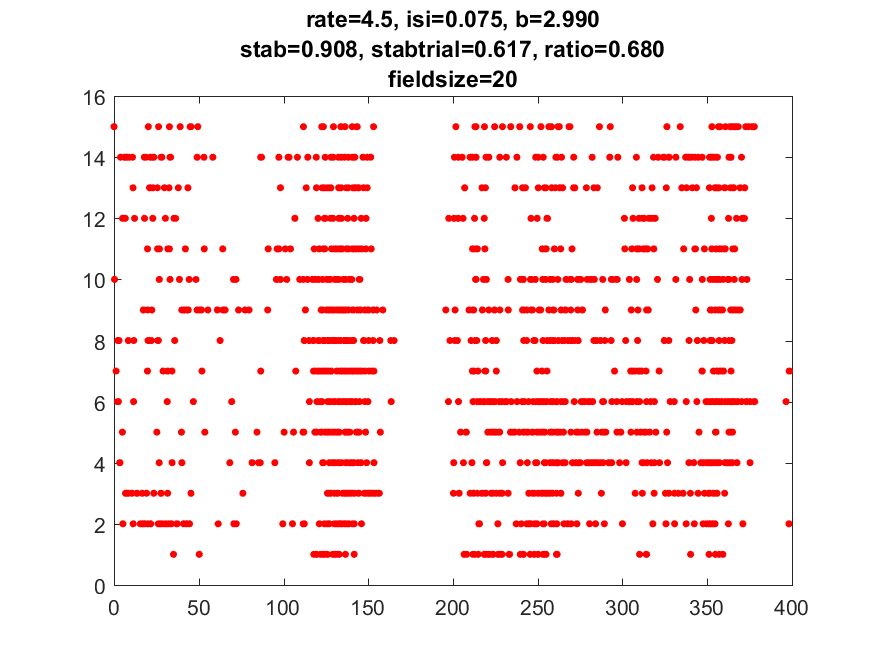 rate=4.5, isi=0.075, b=2.990
stab=0.908, stabtrial=0.617, ratio=0.680
fieldsize=20
16
14
12
10
8
6
4
2
0
0 50 100 150 200 250 300 350 400